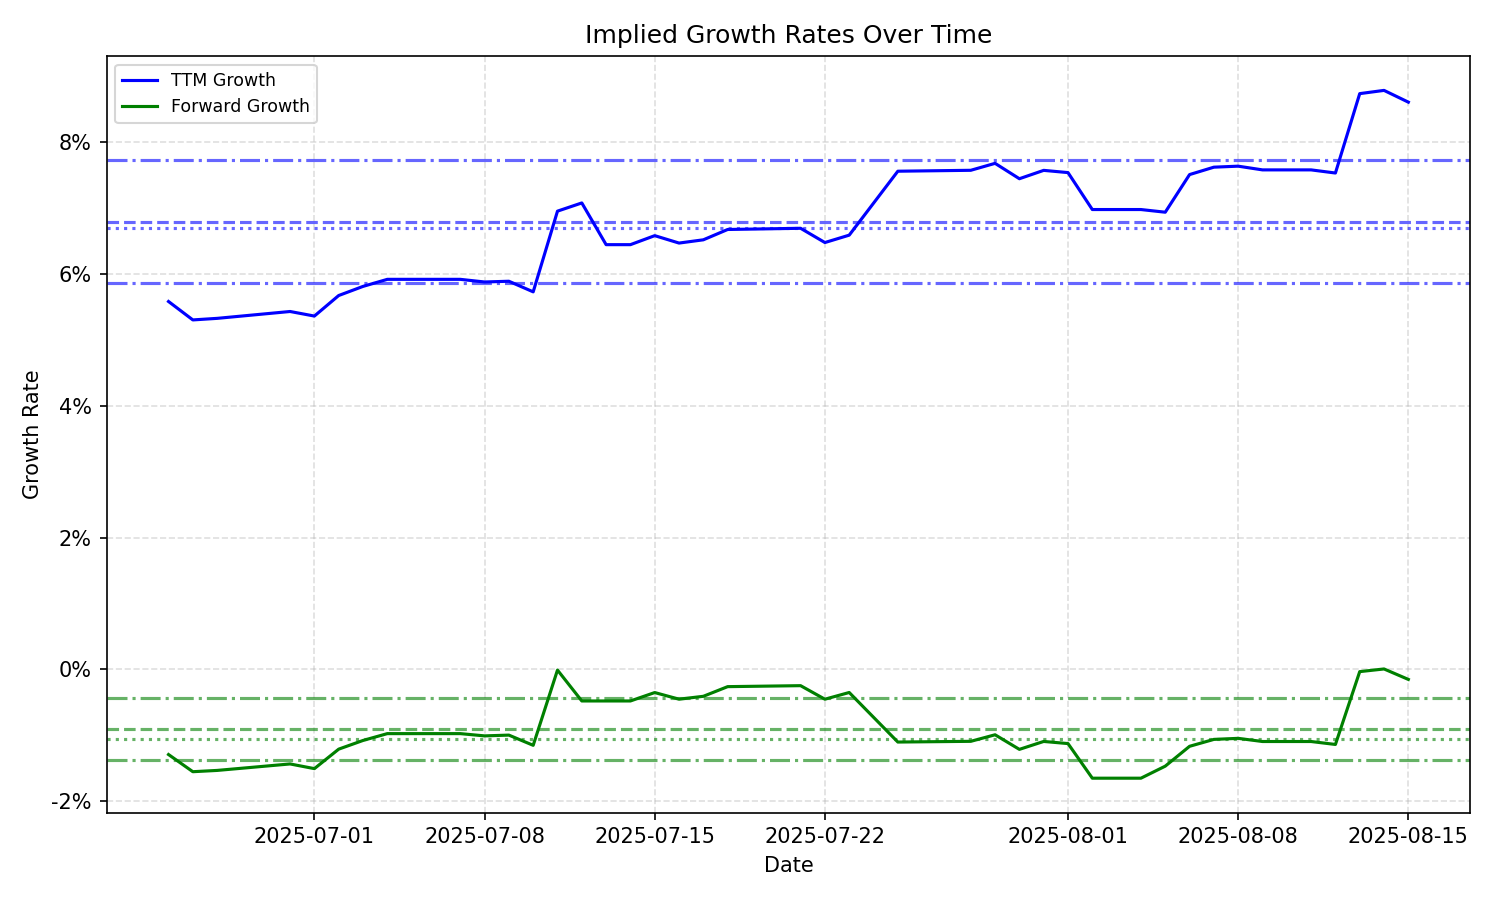 Implied Growth Rates Over Time
TTM Growth
Forward Growth
8%
6%
4%
2%
0%
-2%
Growth Rate
2025-07-01
2025-07-08
2025-07-15
2025-07-22
2025-08-01
2025-08-08
2025-08-15
Date